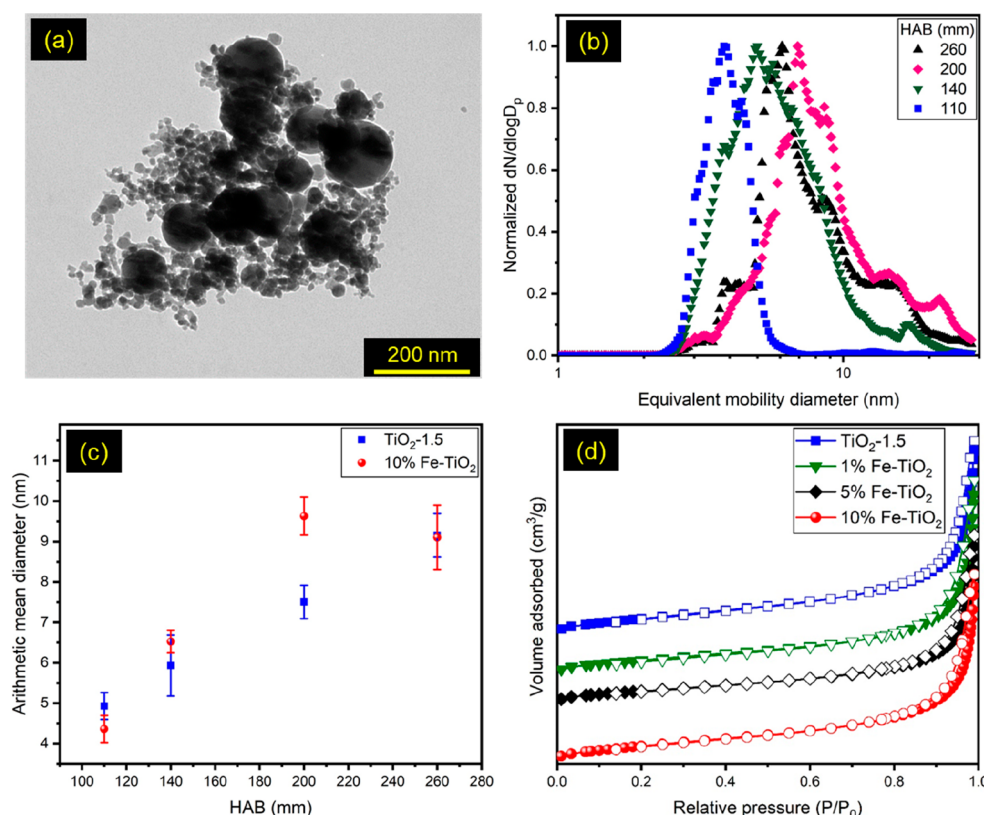 (a)
200 nm
(b)
HAB (mm)
260
200
140
110
Normalized dN/dlogDₚ
1.0
0.8
0.6
0.4
0.2
0.0
1
10
Equivalent mobility diameter (nm)
(c)
TiO₂-1.5
10% Fe-TiO₂
Arithmetic mean diameter (nm)
11
10
9
8
7
6
5
4
100 120 140 160 180 200 220 240 260 280
HAB (mm)
(d)
TiO₂-1.5
1% Fe-TiO₂
5% Fe-TiO₂
10% Fe-TiO₂
Volume adsorbed (cm³/g)
0.0 0.2 0.4 0.6 0.8 1.0
Relative pressure (P/P₀)